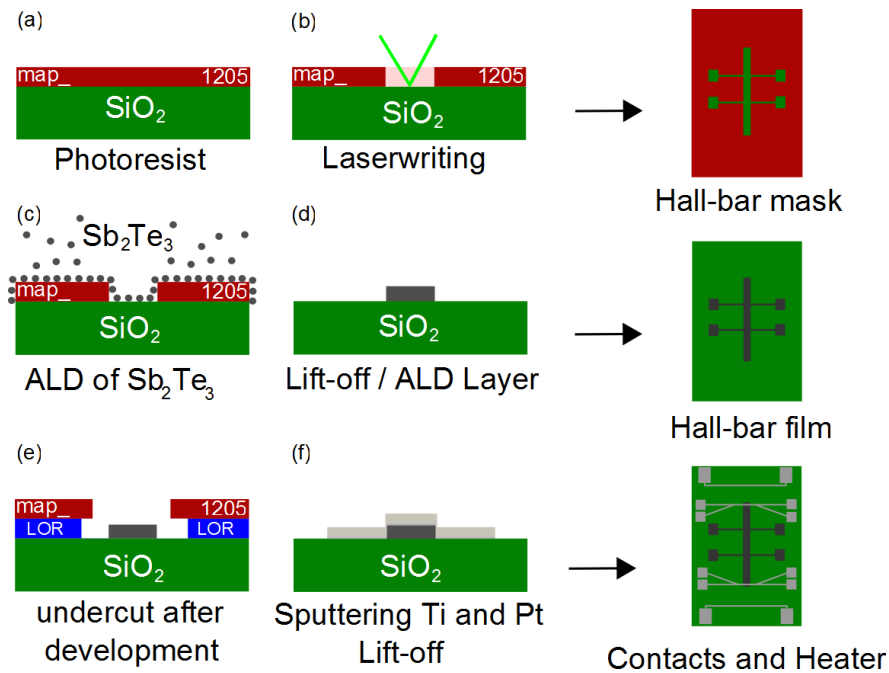 (a)
map_ 1205
SiO₂
Photoresist
(b)
map_ 1205
SiO₂
Laserwriting
Hall-bar mask
(c)
Sb₂Te₃
map_ 1205
SiO₂
ALD of Sb₂Te₃
(d)
SiO₂
Lift-off / ALD Layer
Hall-bar film
(e)
map_ 1205
LOR LOR
SiO₂
undercut after
development
(f)
SiO₂
Sputtering Ti and Pt
Lift-off
Contacts and Heater